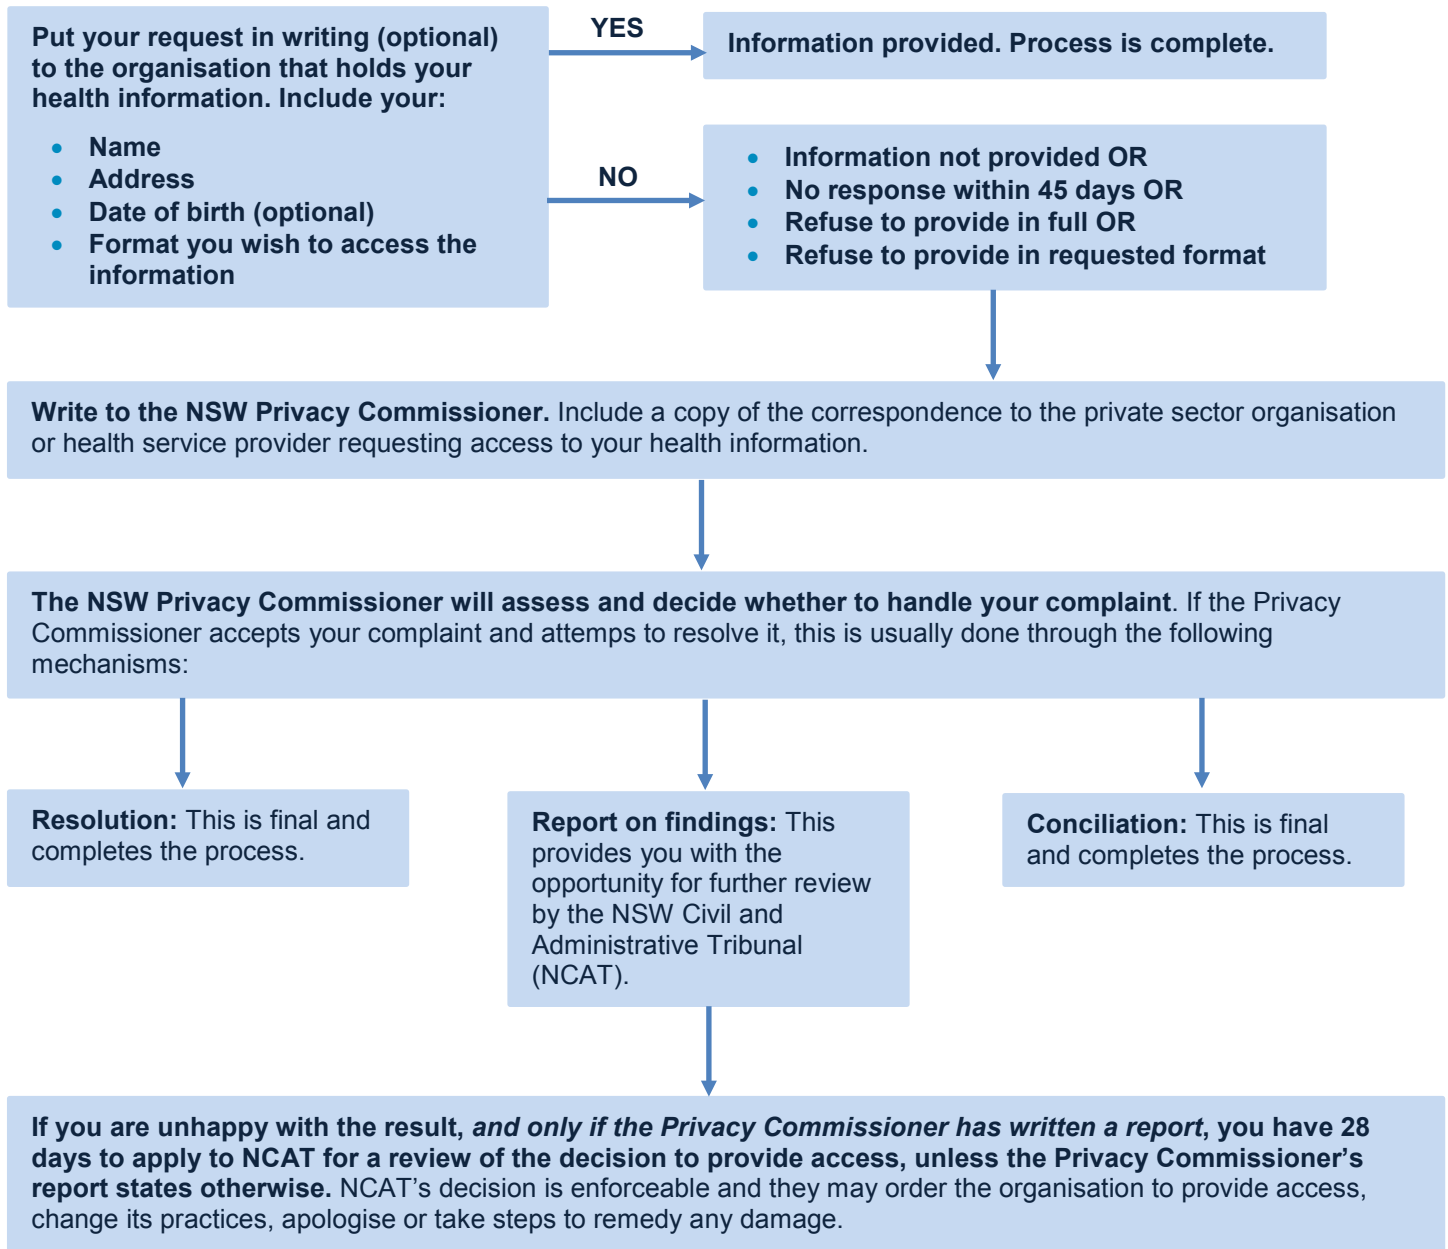 Put your request in writing (optional)
to the organisation that holds your
health information. Include your:
• Name
• Address
• Date of birth (optional)
• Format you wish to access the
information
YES
Information provided. Process is complete.
NO
• Information not provided OR
• No response within 45 days OR
• Refuse to provide in full OR
• Refuse to provide in requested format
Write to the NSW Privacy Commissioner. Include a copy of the correspondence to the private sector organisation
or health service provider requesting access to your health information.
The NSW Privacy Commissioner will assess and decide whether to handle your complaint. If the Privacy
Commissioner accepts your complaint and attemps to resolve it, this is usually done through the following
mechanisms:
Resolution: This is final and
completes the process.
Report on findings: This
provides you with the
opportunity for further review
by the NSW Civil and
Administrative Tribunal
(NCAT).
Conciliation: This is final
and completes the process.
If you are unhappy with the result, and only if the Privacy Commissioner has written a report, you have 28
days to apply to NCAT for a review of the decision to provide access, unless the Privacy Commissioner’s
report states otherwise. NCAT’s decision is enforceable and they may order the organisation to provide access,
change its practices, apologise or take steps to remedy any damage.